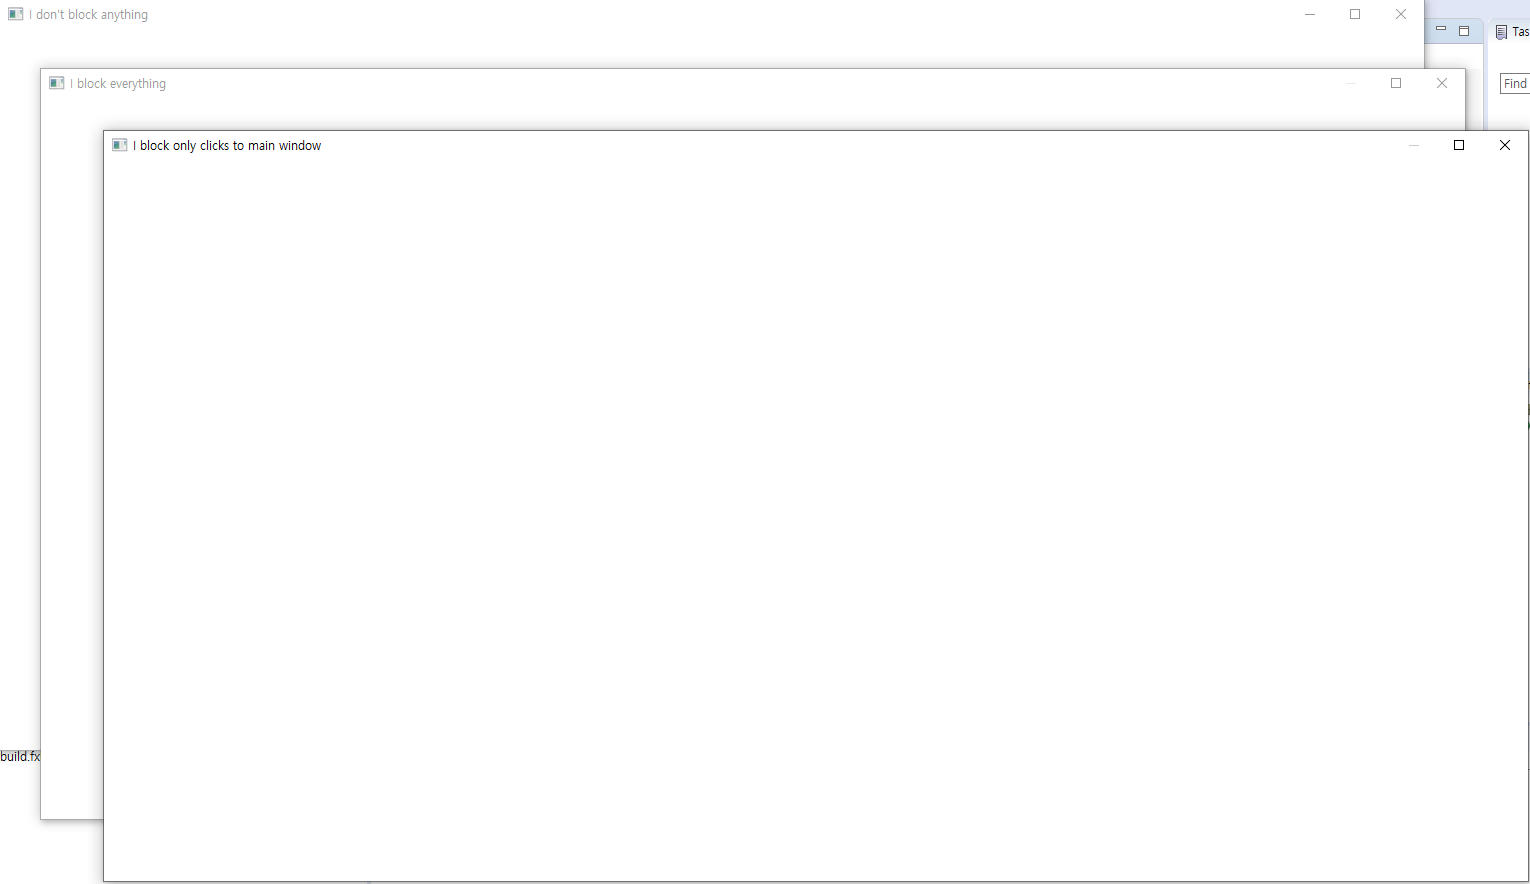 I don't block anything
Tas
I block everything
Find
I block only clicks to main window
build.fx